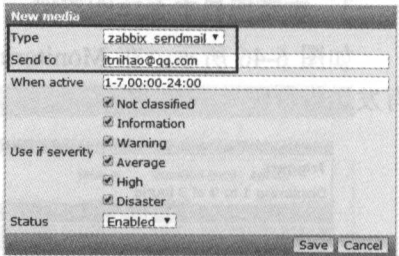 New media
Type zabbix_sendmail
Send to itnihao@qq.com
When active 1-7,00:00-24:00
Not classified
Information
Warning
Use if severity
Average
High
Disaster
Status Enabled
Save Cancel